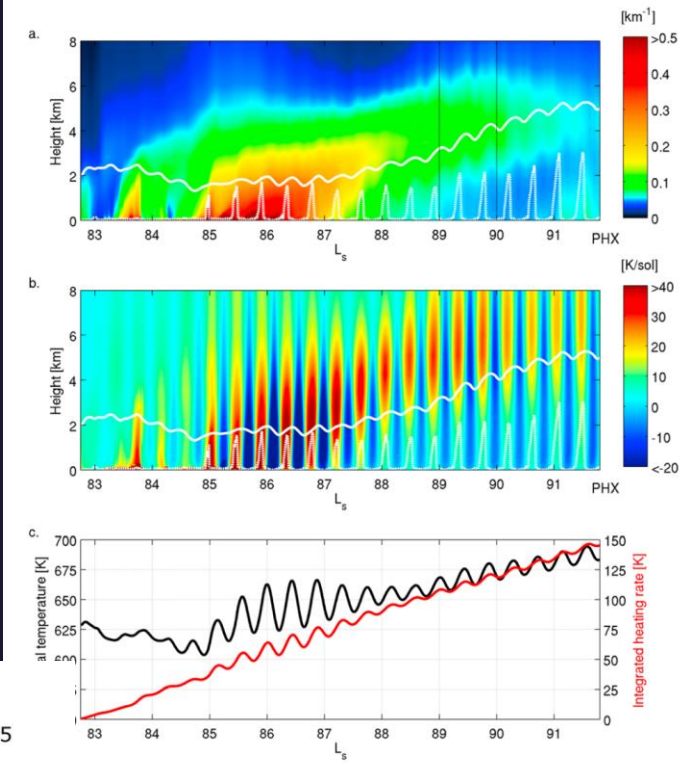 [km⁻¹]
a.
>0.5
8
0.4
6
Height [km]
0.3
4
0.2
2
0.1
0
0
83 84 85 86 87 88 89 90 91 PHX
Ls
[K/sol]
b.
>40
8
30
6
20
Height [km]
4
10
0
2
-10
0
<-20
83 84 85 86 87 88 89 90 91 PHX
Ls
c.
700 150
675 125
650 100
625 75
50
25
0
al temperature [K]
Integrated heating rate [K]
83 84 85 86 87 88 89 90 91
Ls
5